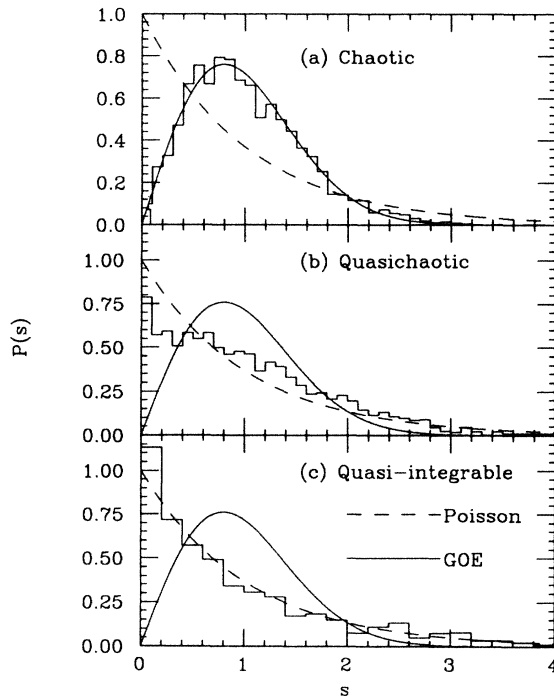 1.0
0.8
(a) Chaotic
0.6
0.4
0.2
0.0
1.00
(b) Quasichaotic
0.75
P(s)
0.50
0.25
0.00
1.00
(c) Quasi-integrable
0.75
Poisson
0.50
GOE
0.25
0.00
0 1 2 3 4
s